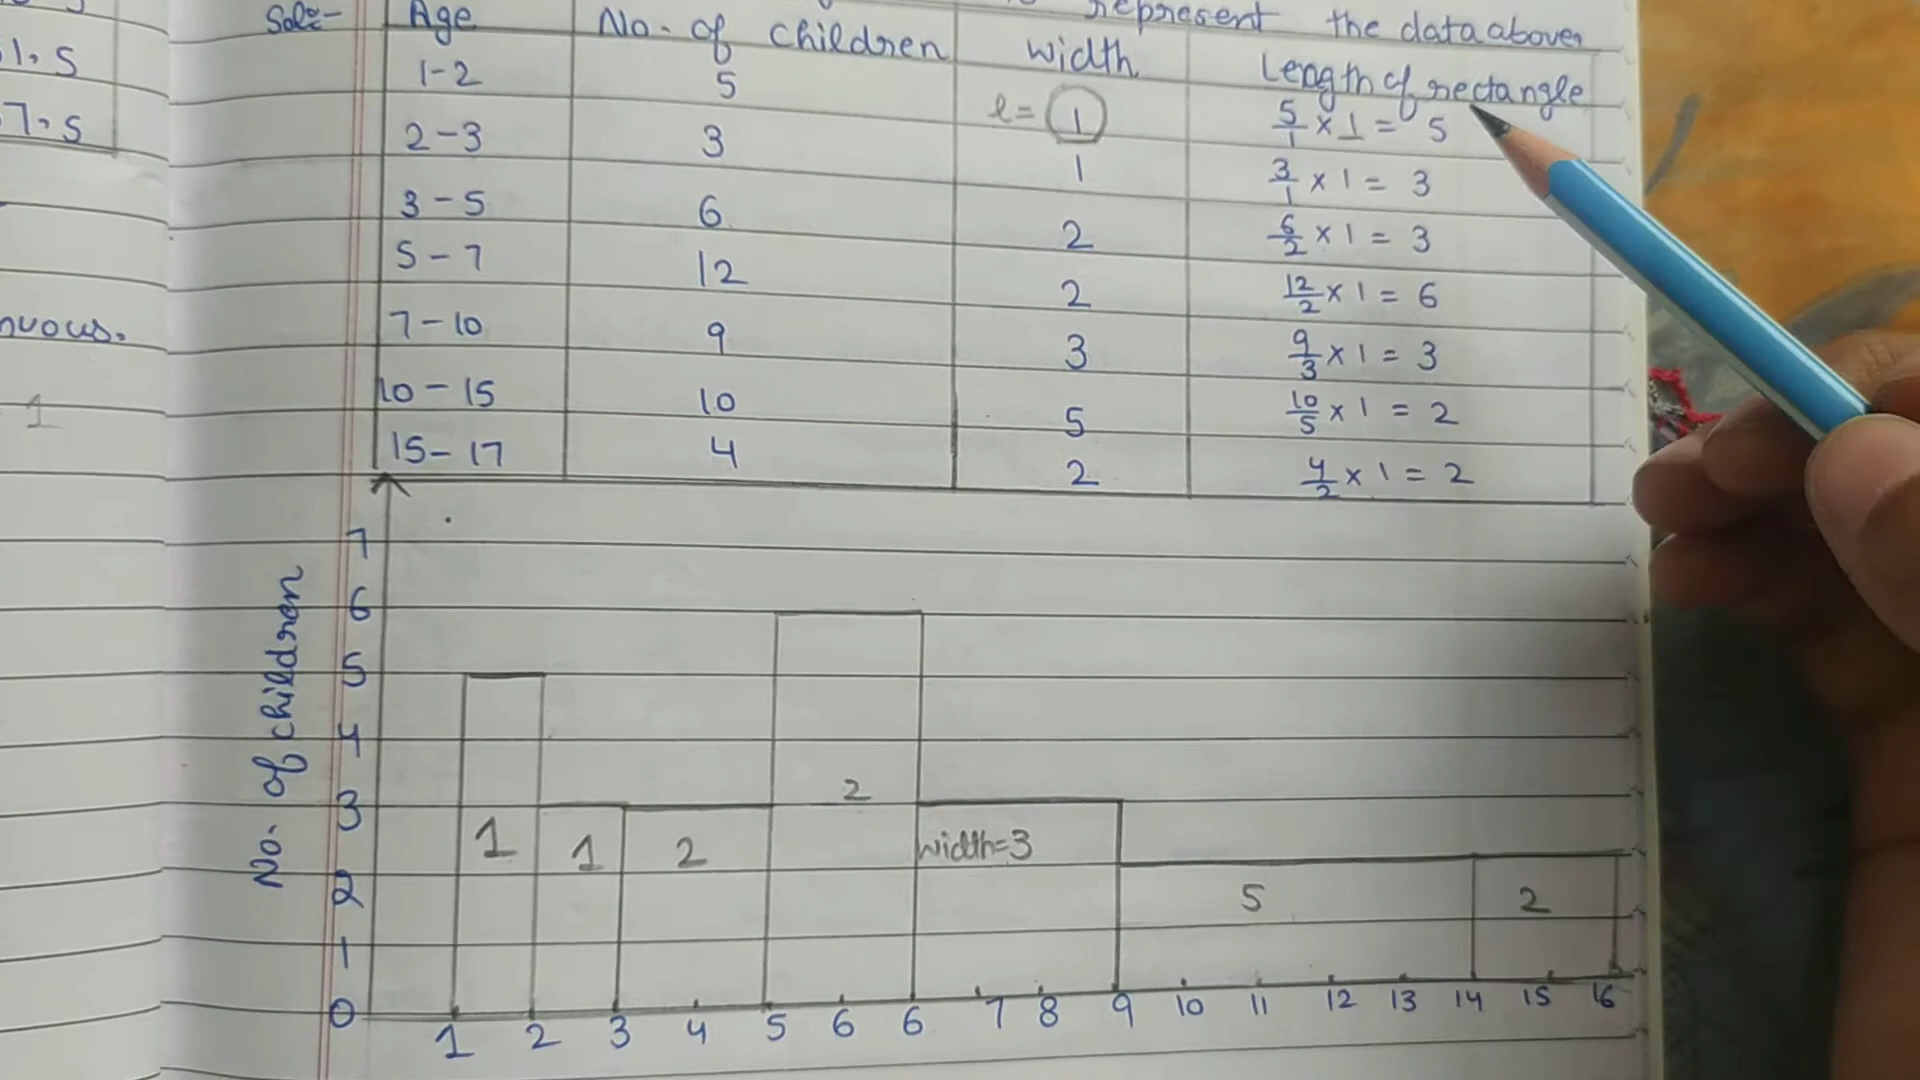 1.5
7.5
nuous.
1
represent the data above.
Sol:- Age No. of children width Length of rectangle
1-2 5 l= 1 5/1 × 1 = 5
2-3 3 1 3/1 × 1 = 3
3-5 6 2 6/2 × 1 = 3
5-7 12 2 12/2 × 1 = 6
7-10 9 3 9/3 × 1 = 3
10-15 10 5 10/5 × 1 = 2
15-17 4 2 4/2 × 1 = 2
No. of children
7
6
5
4
3
2
1
0
1 1 2 2 width=3 5 2
1 2 3 4 5 6 6 7 8 9 10 11 12 13 14 15 16